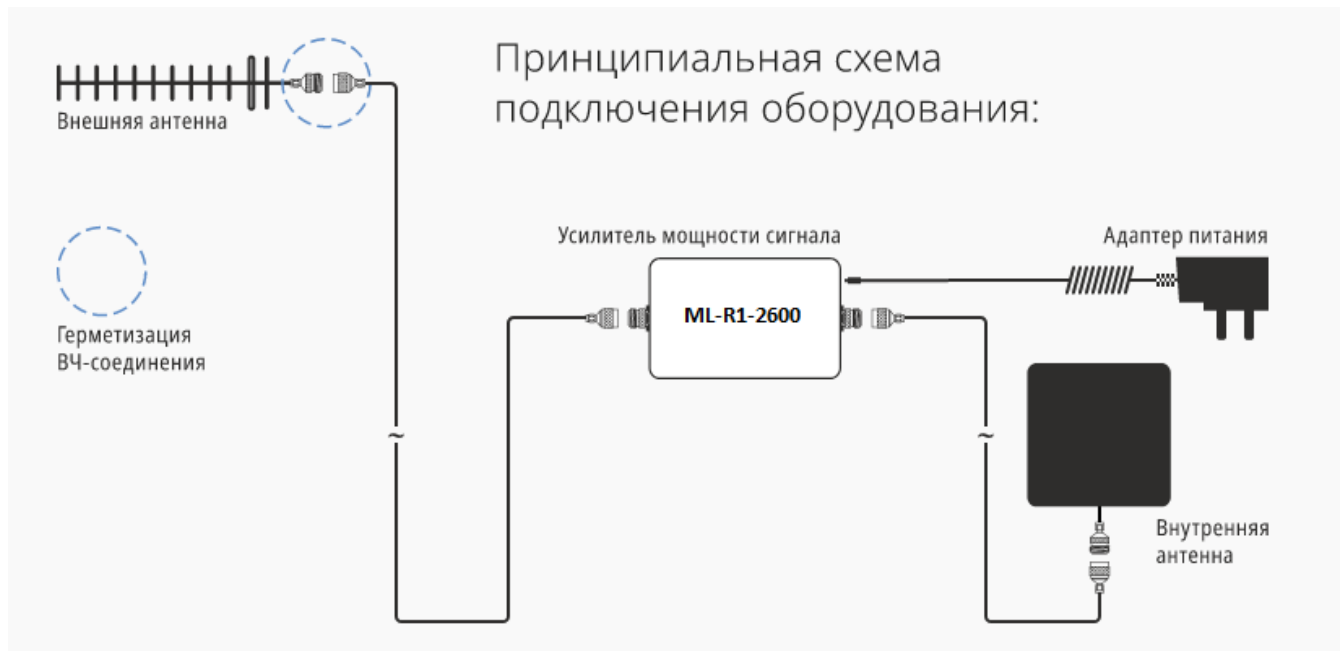 Принципиальная схема
подключения оборудования:
Внешняя антенна
Усилитель мощности сигнала
Адаптер питания
ML-R1-2600
Герметизация
ВЧ-соединения
~
~
Внутренняя
антенна